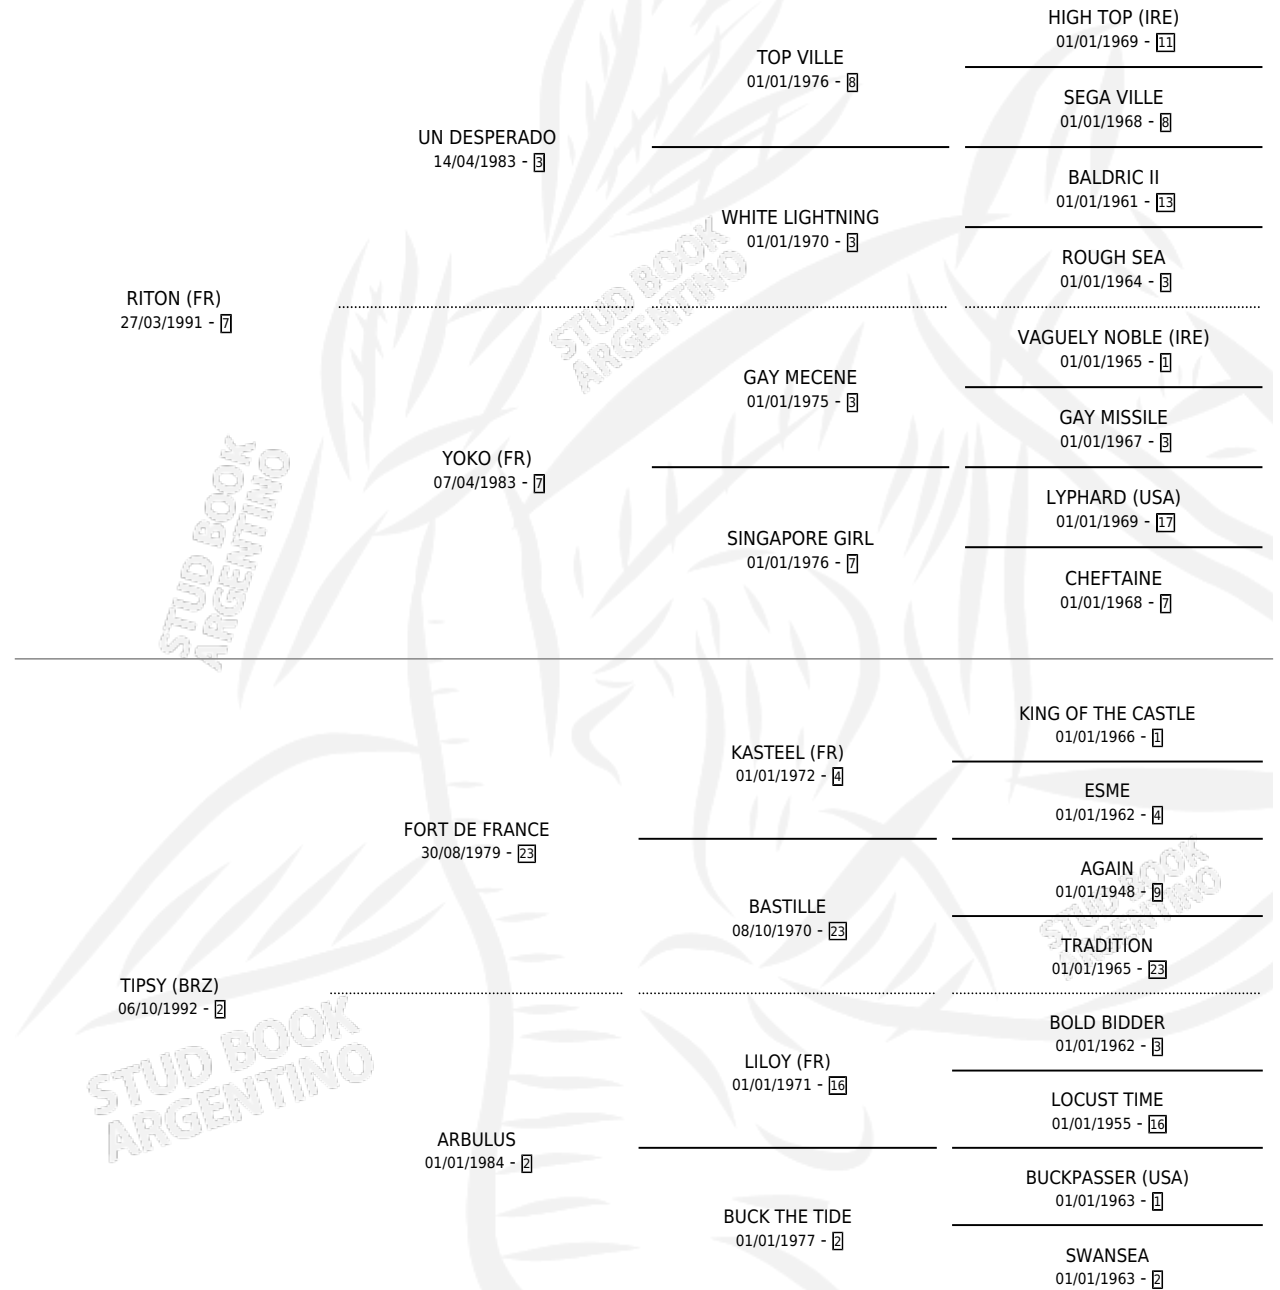 HIGH TOP (IRE)
01/01/1969 - 11
TOP VILLE
01/01/1976 - 8
SEGA VILLE
01/01/1968 - 8
UN DESPERADO
14/04/1983 - 3
BALDRIC II
01/01/1961 - 13
WHITE LIGHTNING
01/01/1970 - 3
ROUGH SEA
01/01/1964 - 3
RITON (FR)
27/03/1991 - 7
VAGUELY NOBLE (IRE)
01/01/1965 - 1
GAY MECENE
01/01/1975 - 3
GAY MISSILE
01/01/1967 - 3
YOKO (FR)
07/04/1983 - 7
LYPHARD (USA)
01/01/1969 - 17
SINGAPORE GIRL
01/01/1976 - 7
CHEFTAINE
01/01/1968 - 7
KING OF THE CASTLE
01/01/1966 - 1
KASTEEL (FR)
01/01/1972 - 4
ESME
01/01/1962 - 4
FORT DE FRANCE
30/08/1979 - 23
AGAIN
01/01/1948 - 9
BASTILLE
08/10/1970 - 23
TRADITION
01/01/1965 - 23
TIPSY (BRZ)
06/10/1992 - 2
BOLD BIDDER
01/01/1962 - 3
LILOY (FR)
01/01/1971 - 16
LOCUST TIME
01/01/1955 - 16
ARBULUS
01/01/1984 - 2
BUCKPASSER (USA)
01/01/1963 - 1
BUCK THE TIDE
01/01/1977 - 2
SWANSEA
01/01/1963 - 2
STUD BOOK
ARGENTINO
STUD BOOK
ARGENTINO
STUD BOOK
ARGENTINO
STUD BOOK
ARGENTINO